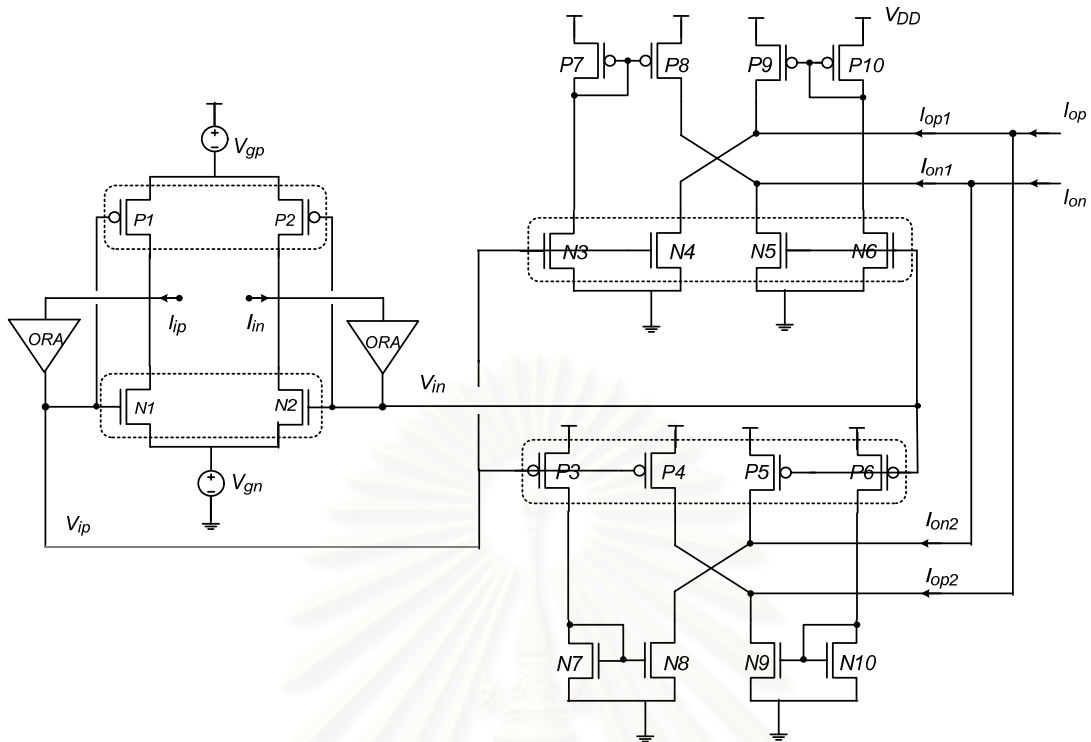 V_DD
P7 P8 P9 P10
I_op1 I_op
V_gp
I_on1 I_on
P1 P2
N3 N4 N5 N6
I_ip I_in
ORA ORA
V_in
N1 N2
P3 P4 P5 P6
V_gn
V_ip
I_on2
I_op2
N7 N8 N9 N10